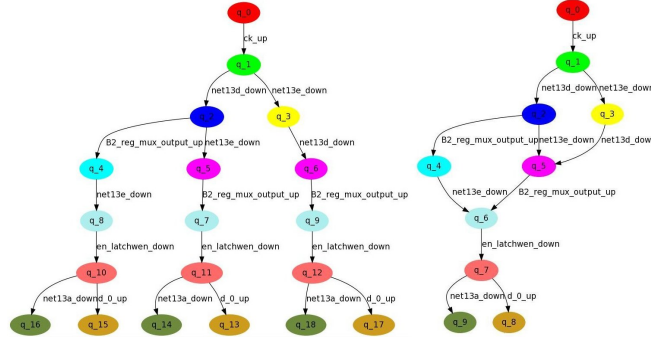 q_0 q_0
ck_up ck_up
q_1 q_1
net13d_down net13e_down net13d_down net13e_down
q_2 q_3 q_2 q_3
B2_reg_mux_output_up net13e_down net13d_down B2_reg_mux_output_up net13e_down net13d_down
q_4 q_5 q_6 q_4 q_5
net13e_down B2_reg_mux_output_up B2_reg_mux_output_up net13e_down B2_reg_mux_output_up
q_8 q_7 q_9 q_6
en_latchwen_down en_latchwen_down en_latchwen_down en_latchwen_down
q_10 q_11 q_12 q_7
net13a_down d_0_up net13a_down d_0_up net13a_down d_0_up net13a_down d_0_up
q_16 q_15 q_14 q_13 q_18 q_17 q_9 q_8